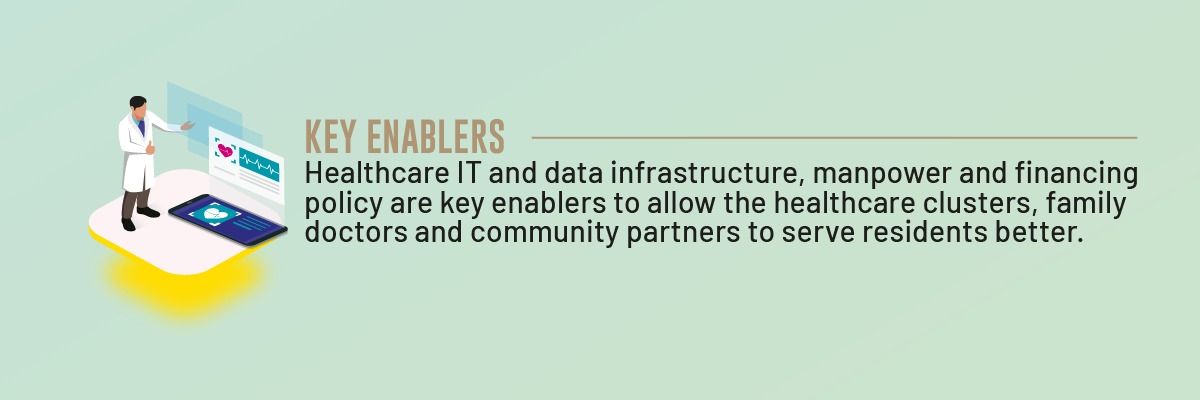 KEY ENABLERS
Healthcare IT and data infrastructure, manpower and financing
policy are key enablers to allow the healthcare clusters, family
doctors and community partners to serve residents better.